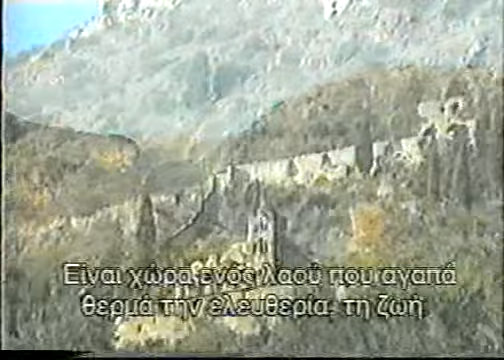 Είναι χώρα ενός λαού που αγαπά
θερμά την ελευθερία, τη ζωή